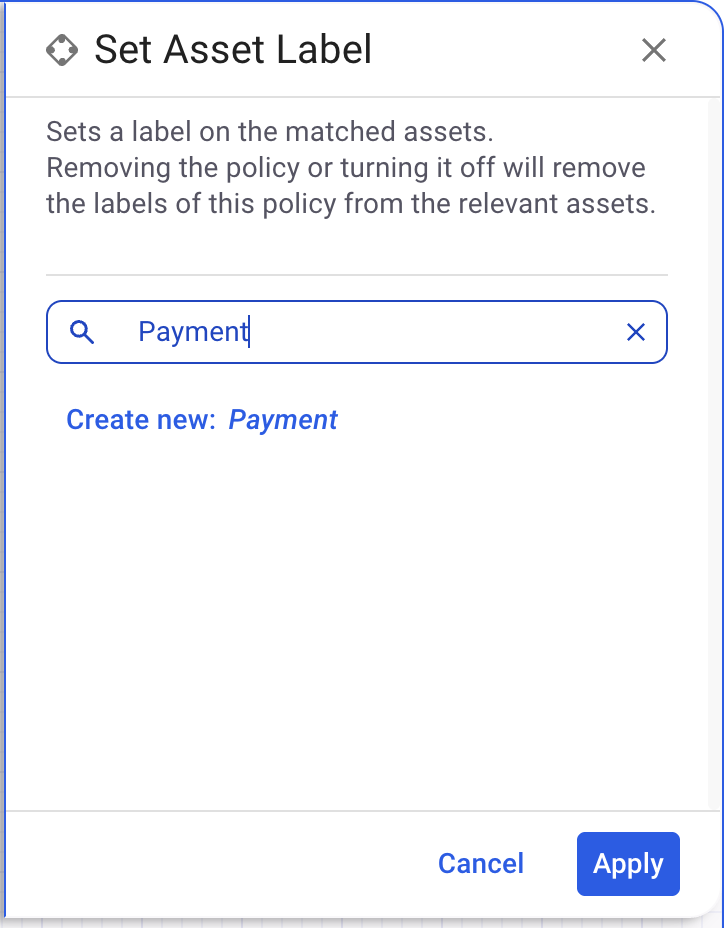 Set Asset Label
Sets a label on the matched assets.
Removing the policy or turning it off will remove
the labels of this policy from the relevant assets.
Payment
Create new: Payment
Cancel
Apply